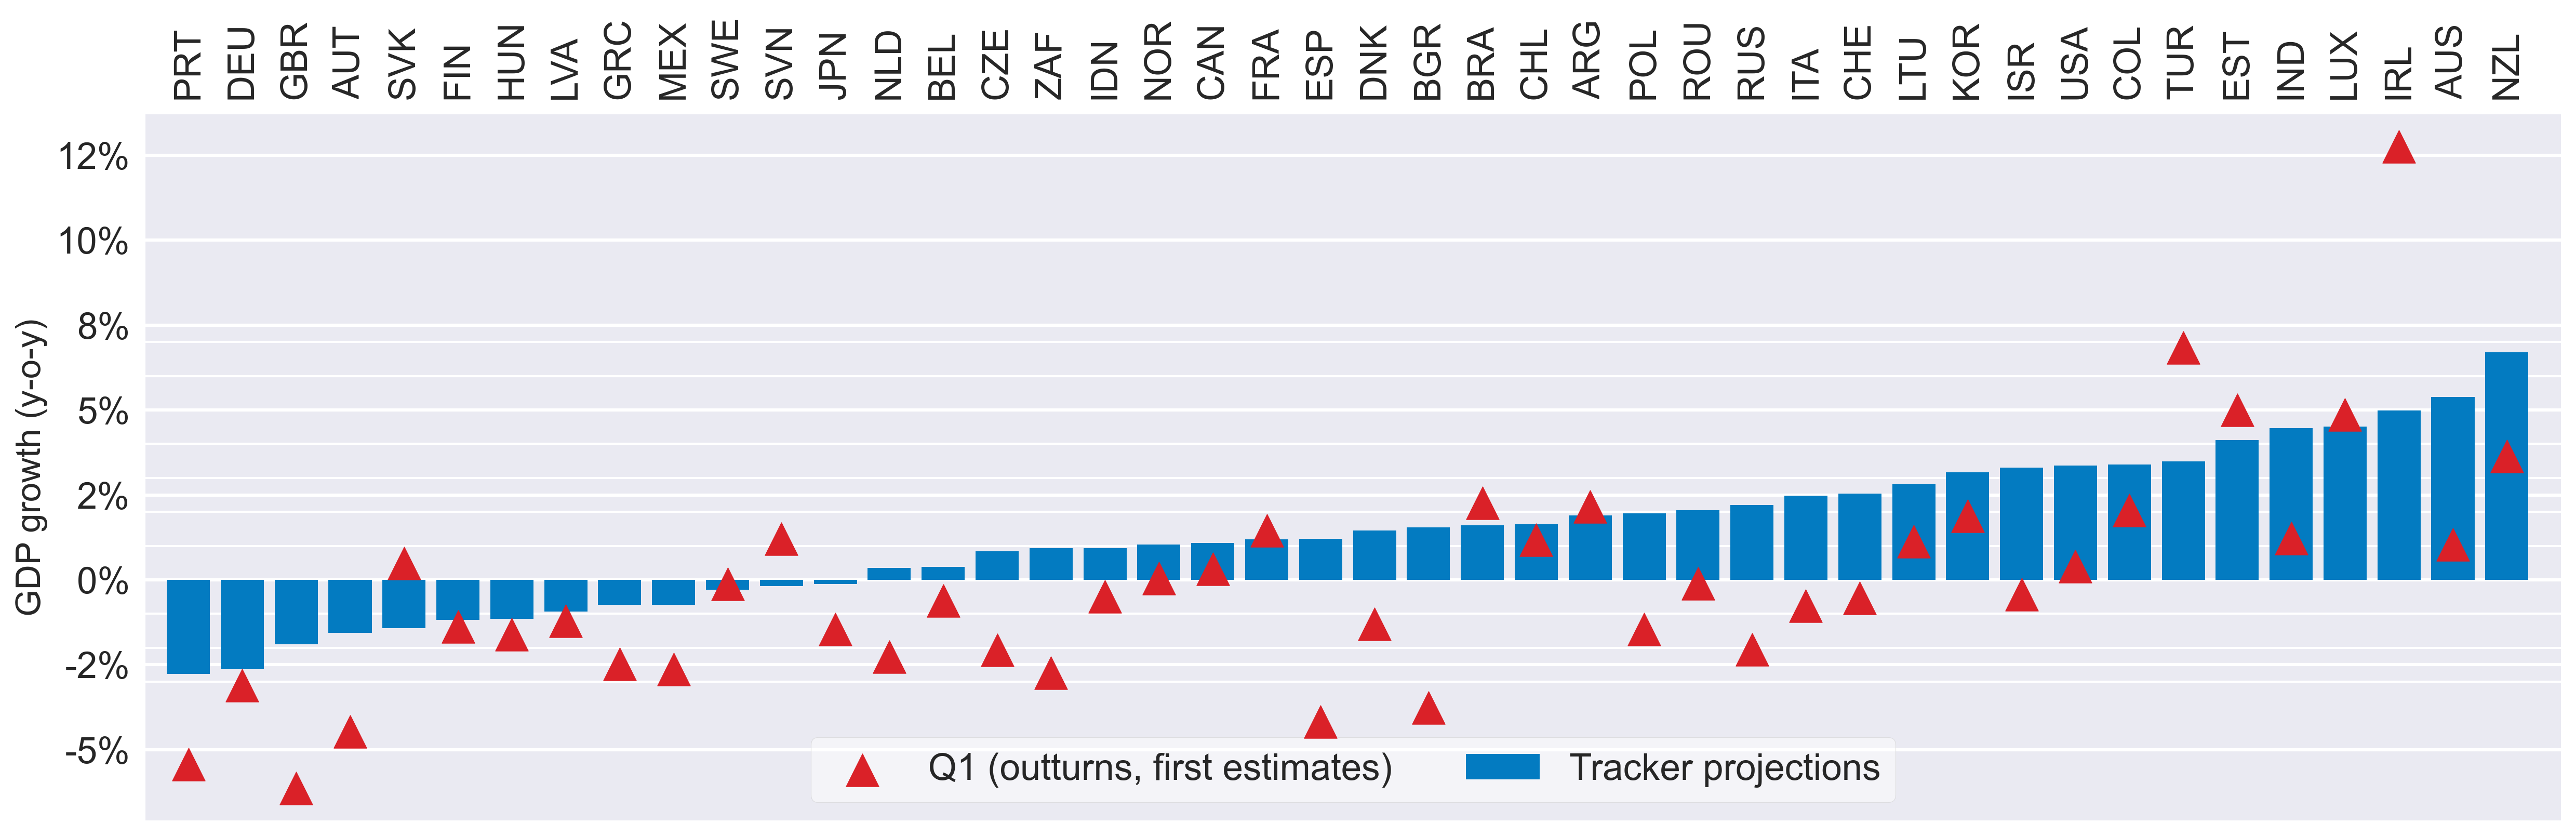 PRT DEU GBR AUT SVK FIN HUN LVA GRC MEX SWE SVN JPN NLD BEL CZE ZAF IDN NOR CAN FRA ESP DNK BGR BRA CHL ARG POL ROU RUS ITA CHE LTU KOR ISR USA COL TUR EST IND LUX IRL AUS NZL
12%
10%
8%
5%
2%
0%
-2%
-5%
GDP growth (y-o-y)
Q1 (outturns, first estimates)
Tracker projections